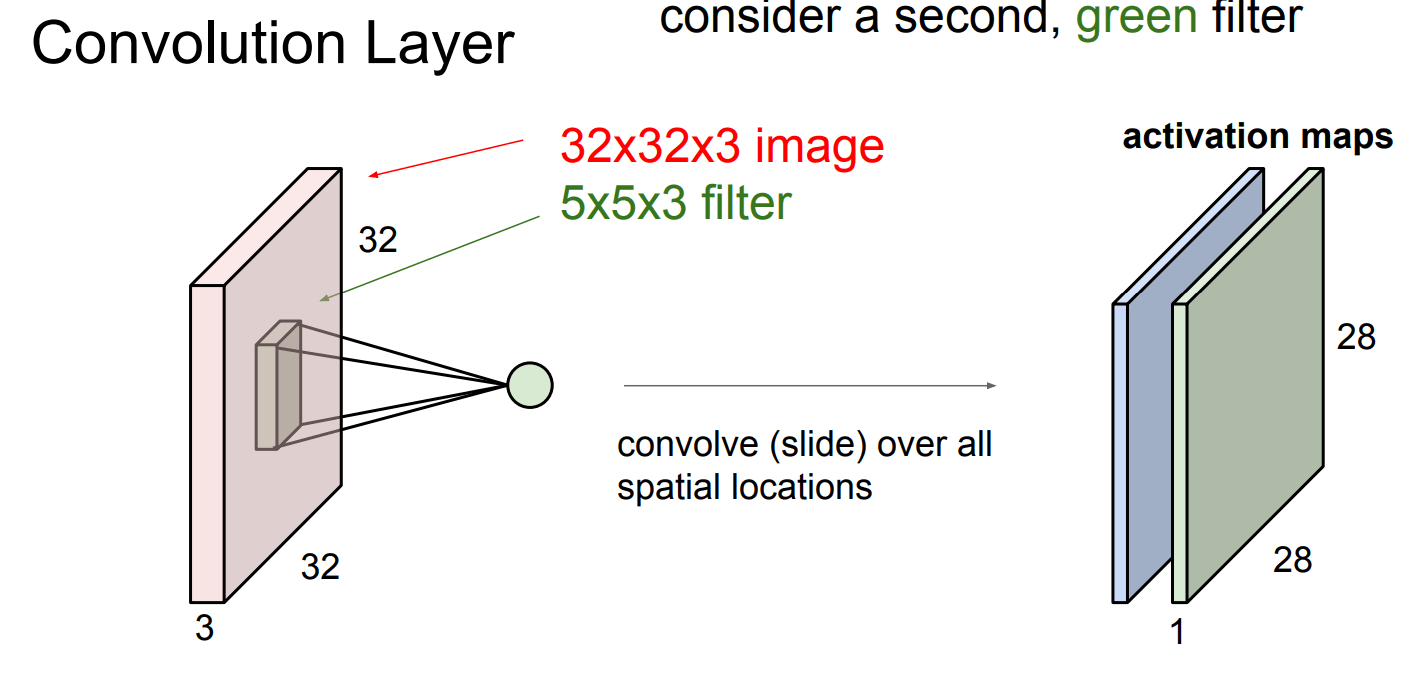 Convolution Layer
consider a second, green filter
32x32x3 image
5x5x3 filter
activation maps
32
28
convolve (slide) over all
spatial locations
32
28
3
1